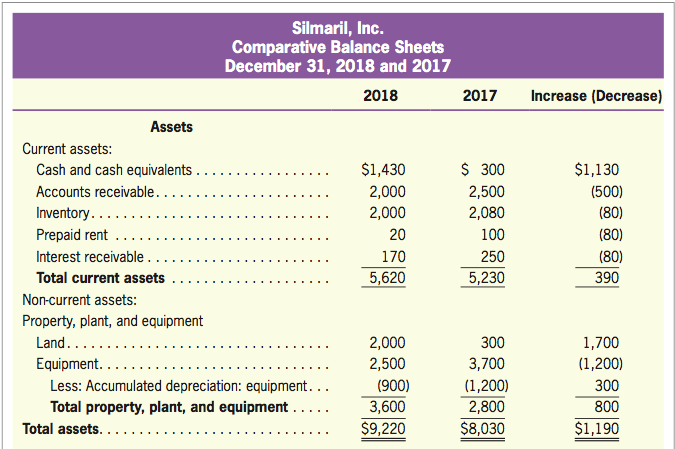 Silmaril, Inc.
Comparative Balance Sheets
December 31, 2018 and 2017
2018 2017 Increase (Decrease)
Assets
Current assets:
Cash and cash equivalents . . . . . . . . . . . . . . . . . . $1,430 $ 300 $1,130
Accounts receivable . . . . . . . . . . . . . . . . . . . . . . . 2,000 2,500 (500)
Inventory . . . . . . . . . . . . . . . . . . . . . . . . . . . . . . . 2,000 2,080 (80)
Prepaid rent . . . . . . . . . . . . . . . . . . . . . . . . . . . . 20 100 (80)
Interest receivable . . . . . . . . . . . . . . . . . . . . . . . . 170 250 (80)
Total current assets . . . . . . . . . . . . . . . . . . . . . 5,620 5,230 390
Non-current assets:
Property, plant, and equipment
Land . . . . . . . . . . . . . . . . . . . . . . . . . . . . . . . . . . 2,000 300 1,700
Equipment . . . . . . . . . . . . . . . . . . . . . . . . . . . . . . 2,500 3,700 (1,200)
Less: Accumulated depreciation: equipment . . . (900) (1,200) 300
Total property, plant, and equipment . . . . . 3,600 2,800 800
Total assets . . . . . . . . . . . . . . . . . . . . . . . . . . . . . . $9,220 $8,030 $1,190